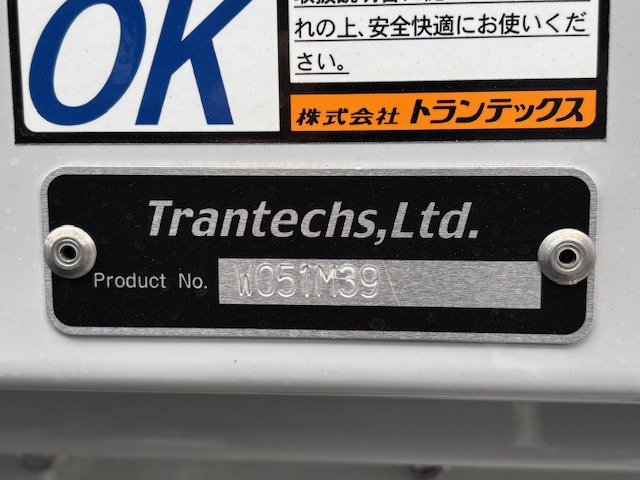 OK
れの上、安全快適にお使いくだ
さい。
株式会社 トランテックス
Trantechs,Ltd.
Product No. W051M39